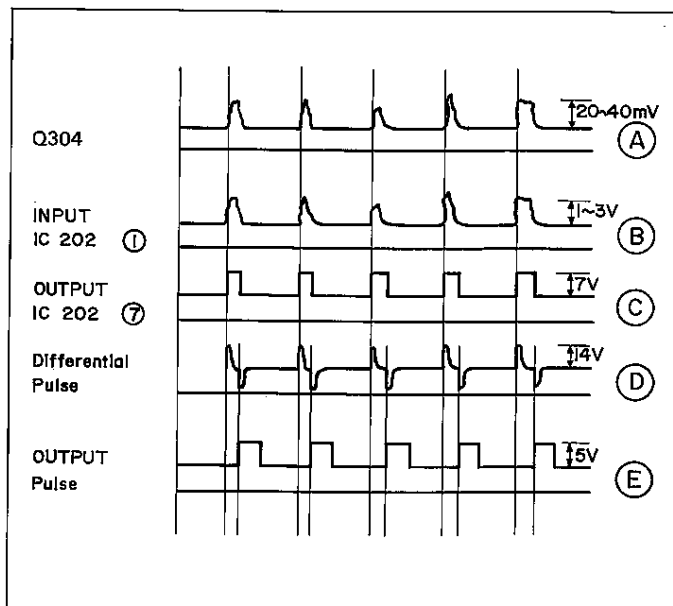 20~40mV
Q304
A
INPUT
1~3V
IC 202 ①
B
OUTPUT
7V
IC 202 ⑦
C
Differential
14V
Pulse
D
OUTPUT
5V
Pulse
E